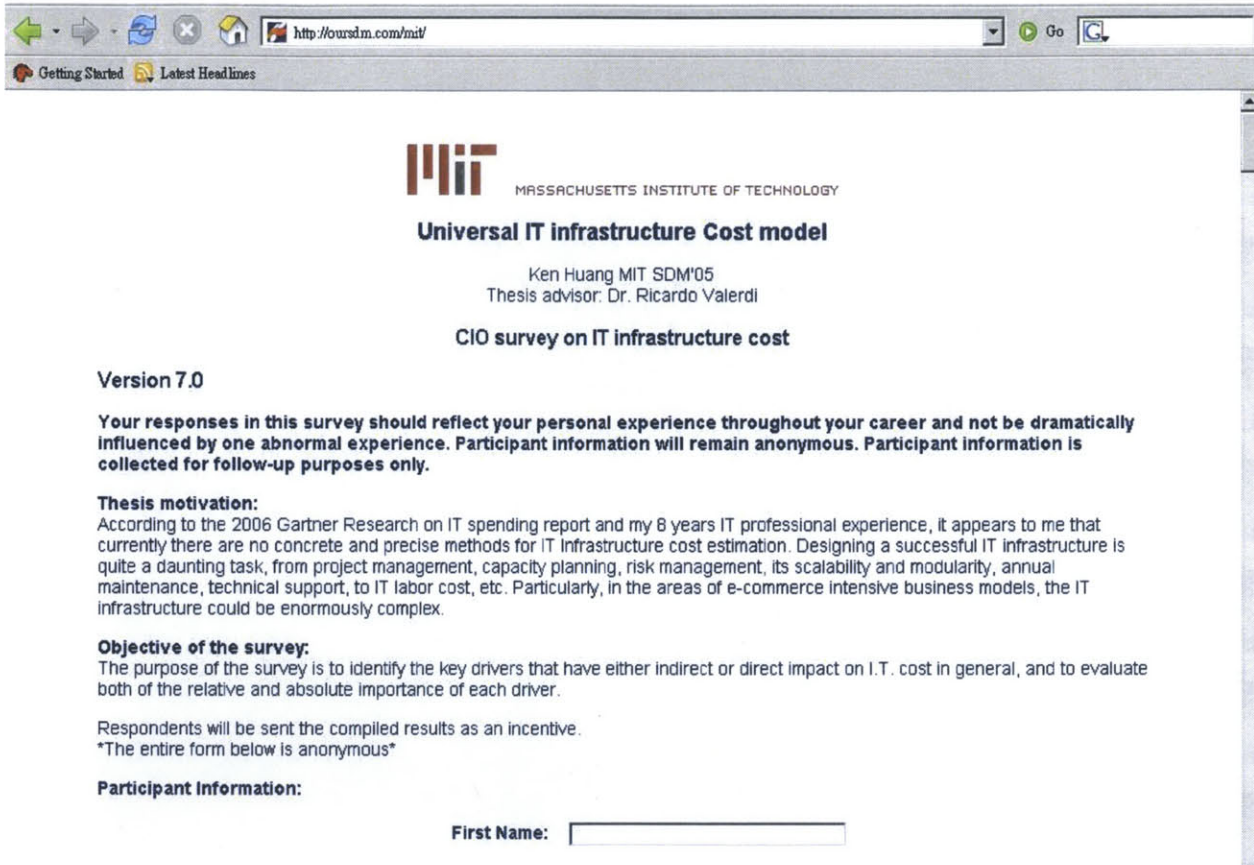 http://oursdm.com/mit/
Go
G
Getting Started Latest Headlines
MIT
MASSACHUSETTS INSTITUTE OF TECHNOLOGY
Universal IT infrastructure Cost model
Ken Huang MIT SDM'05
Thesis advisor: Dr. Ricardo Valerdi
CIO survey on IT infrastructure cost
Version 7.0
Your responses in this survey should reflect your personal experience throughout your career and not be dramatically
influenced by one abnormal experience. Participant information will remain anonymous. Participant information is
collected for follow-up purposes only.
Thesis motivation:
According to the 2006 Gartner Research on IT spending report and my 8 years IT professional experience, it appears to me that
currently there are no concrete and precise methods for IT Infrastructure cost estimation. Designing a successful IT infrastructure is
quite a daunting task, from project management, capacity planning, risk management, its scalability and modularity, annual
maintenance, technical support, to IT labor cost, etc. Particularly, in the areas of e-commerce intensive business models, the IT
infrastructure could be enormously complex.
Objective of the survey:
The purpose of the survey is to identify the key drivers that have either indirect or direct impact on I.T. cost in general, and to evaluate
both of the relative and absolute importance of each driver.
Respondents will be sent the compiled results as an incentive.
*The entire form below is anonymous*
Participant Information:
First Name: